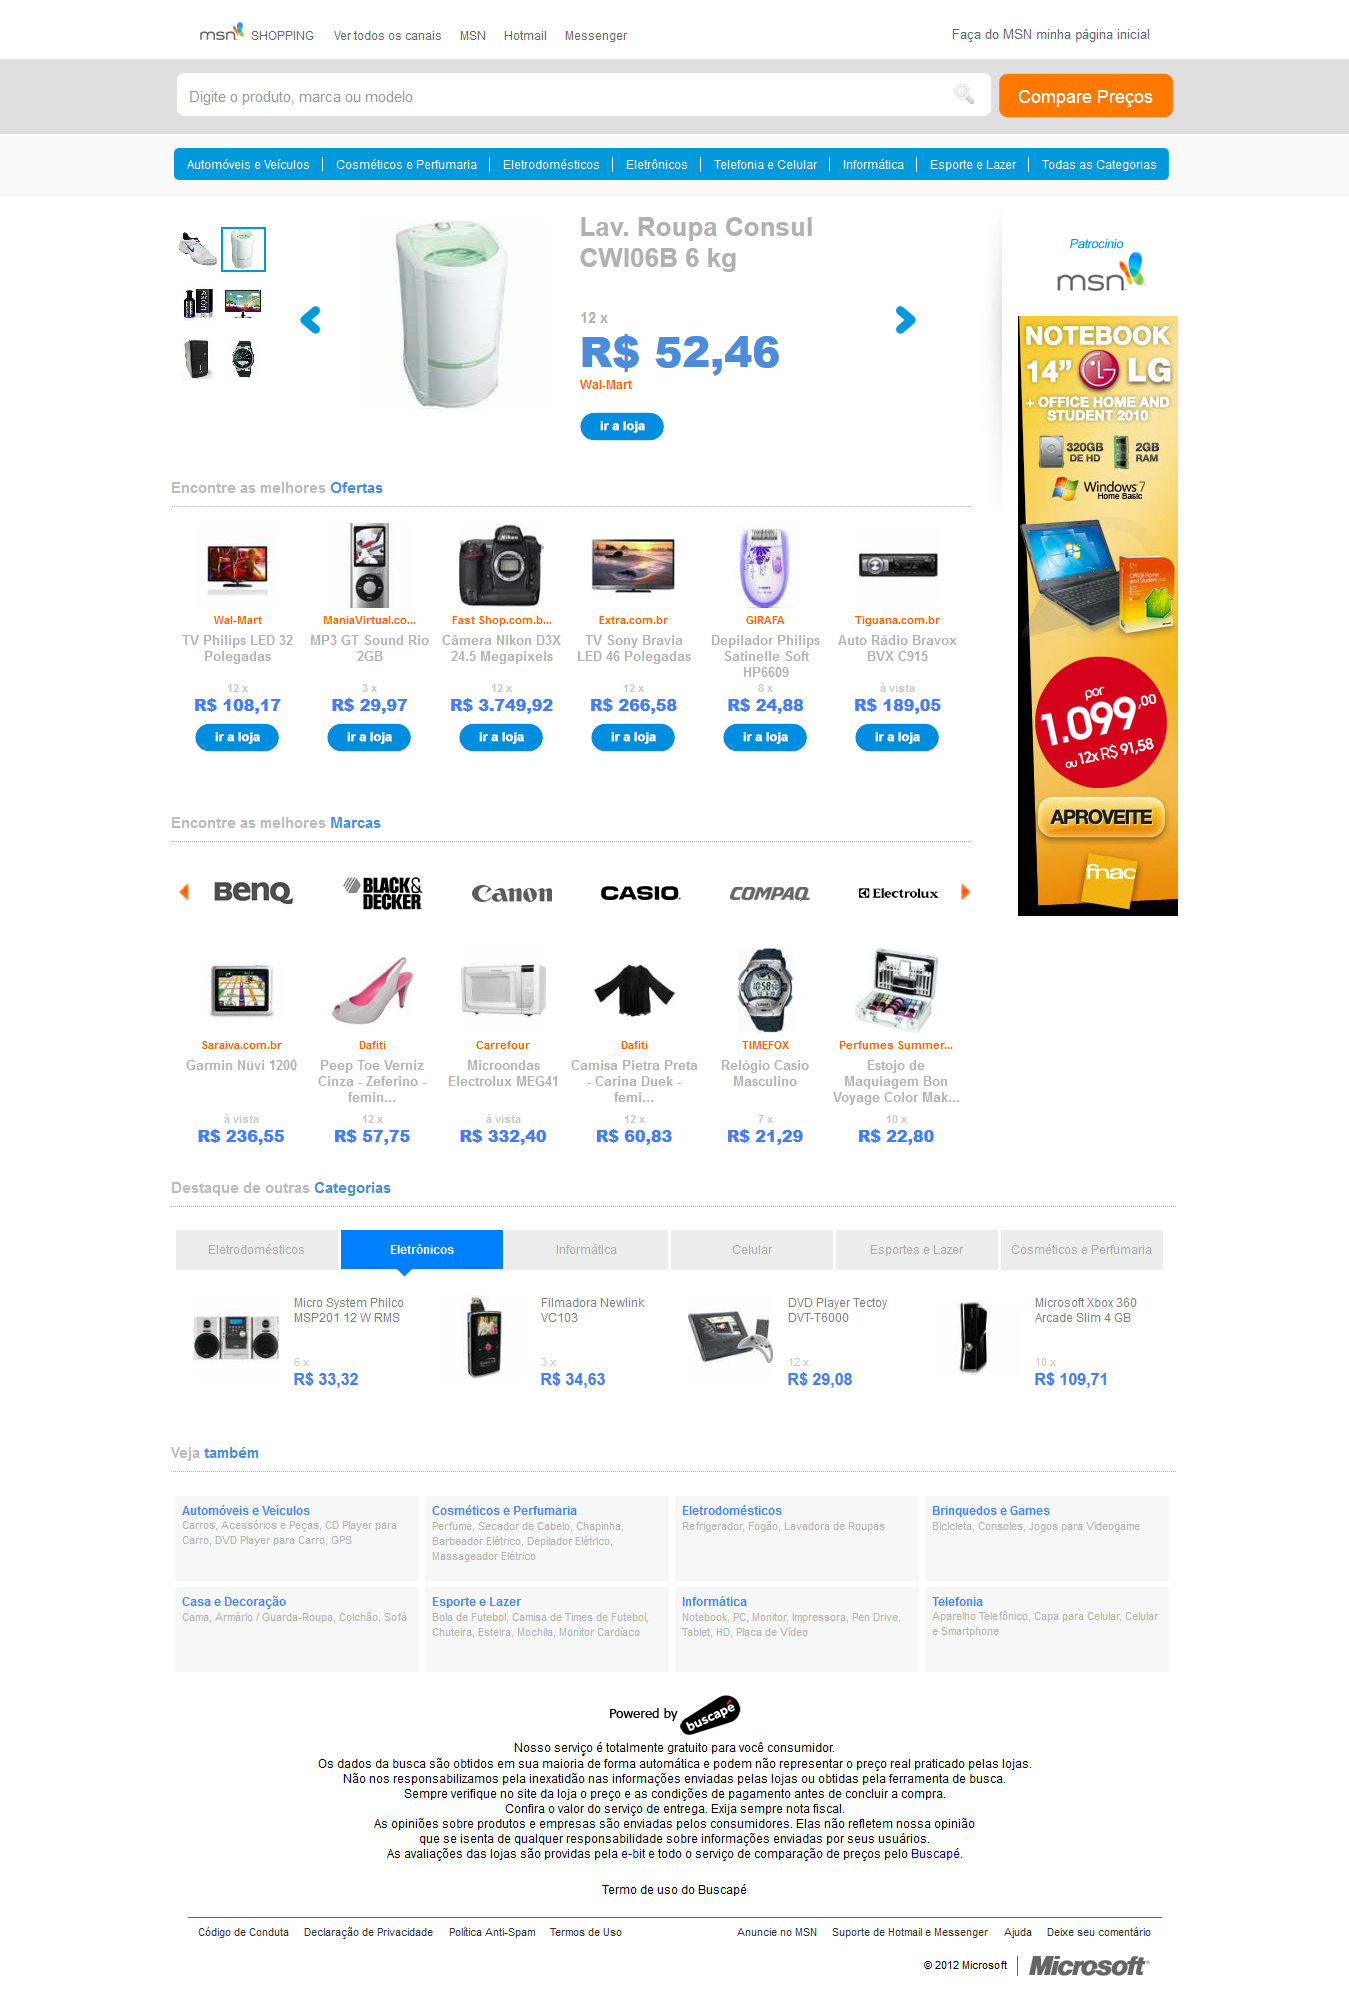 msn SHOPPING Ver todos os canais MSN Hotmail Messenger Faça do MSN minha página inicial
Digite o produto, marca ou modelo Compare Preços
Automóveis e Veículos Cosméticos e Perfumaria Eletrodomésticos Eletrônicos Telefonia e Celular Informática Esporte e Lazer Todas as Categorias
Lav. Roupa Consul
CWI06B 6 kg
12 x
R$ 52,46
Wal-Mart
ir a loja
Patrocínio
msn
NOTEBOOK
14” LG
+ OFFICE HOME AND
STUDENT 2010
320GB
DE HD
2GB
RAM
Windows 7
Home Basic
por
1.099,00
ou 12x R$ 91,58
APROVEITE
fnac
Encontre as melhores Ofertas
Wal-Mart ManiaVirtual.co... Fast Shop.com.b... Extra.com.br GIRAFA Tiguana.com.br
TV Philips LED 32 MP3 GT Sound Rio Câmera Nikon D3X TV Sony Bravia Depilador Philips Auto Rádio Bravox
Polegadas 2GB 24.5 Megapixels LED 46 Polegadas Satinelle Soft BVX C915
HP6609
12 x 3 x 12 x 12 x 8 x à vista
R$ 108,17 R$ 29,97 R$ 3.749,92 R$ 266,58 R$ 24,88 R$ 189,05
ir a loja ir a loja ir a loja ir a loja ir a loja ir a loja
Encontre as melhores Marcas
BENQ BLACK& DECKER Canon CASIO COMPAQ Electrolux
Saraiva.com.br Dafiti Carrefour Dafiti TIMEFOX Perfumes Summer...
Garmin Nüvi 1200 Peep Toe Verniz Microondas Camisa Pietra Preta Relógio Casio Estojo de
Cinza - Zeferino - Electrolux MEG41 - Carina Duek - Masculino Maquiagem Bon
femin... femi... Voyage Color Mak...
à vista 12 x à vista 12 x 7 x 10 x
R$ 236,55 R$ 57,75 R$ 332,40 R$ 60,83 R$ 21,29 R$ 22,80
Destaque de outras Categorias
Eletrodomésticos Eletrônicos Informática Celular Esportes e Lazer Cosméticos e Perfumaria
Micro System Philco Filmadora Newlink DVD Player Tectoy Microsoft Xbox 360
MSP201 12 W RMS VC103 DVT-T6000 Arcade Slim 4 GB
6 x 3 x 12 x 10 x
R$ 33,32 R$ 34,63 R$ 29,08 R$ 109,71
Veja também
Automóveis e Veículos
Carros, Acessórios e Peças, CD Player para
Carro, DVD Player para Carro, GPS
Cosméticos e Perfumaria
Perfume, Secador de Cabelo, Chapinha,
Barbeador Elétrico, Depilador Elétrico,
Massageador Elétrico
Eletrodomésticos
Refrigerador, Fogão, Lavadora de Roupas
Brinquedos e Games
Bicicleta, Consoles, Jogos para Videogame
Casa e Decoração
Cama, Armário / Guarda-Roupa, Colchão, Sofá
Esporte e Lazer
Bola de Futebol, Camisa de Times de Futebol,
Chuteira, Esteira, Mochila, Monitor Cardíaco
Informática
Notebook, PC, Monitor, Impressora, Pen Drive,
Tablet, HD, Placa de Vídeo
Telefonia
Aparelho Telefônico, Capa para Celular, Celular
e Smartphone
Powered by buscapé
Nosso serviço é totalmente gratuito para você consumidor.
Os dados da busca são obtidos em sua maioria de forma automática e podem não representar o preço real praticado pelas lojas.
Não nos responsabilizamos pela inexatidão nas informações enviadas pelas lojas ou obtidas pela ferramenta de busca.
Sempre verifique no site da loja o preço e as condições de pagamento antes de concluir a compra.
Confira o valor do serviço de entrega. Exija sempre nota fiscal.
As opiniões sobre produtos e empresas são enviadas pelos consumidores. Elas não refletem nossa opinião
que se isenta de qualquer responsabilidade sobre informações enviadas por seus usuários.
As avaliações das lojas são providas pela e-bit e todo o serviço de comparação de preços pelo Buscapé.
Termo de uso do Buscapé
Código de Conduta Declaração de Privacidade Política Anti-Spam Termos de Uso Anuncie no MSN Suporte de Hotmail e Messenger Ajuda Deixe seu comentário
© 2012 Microsoft Microsoft